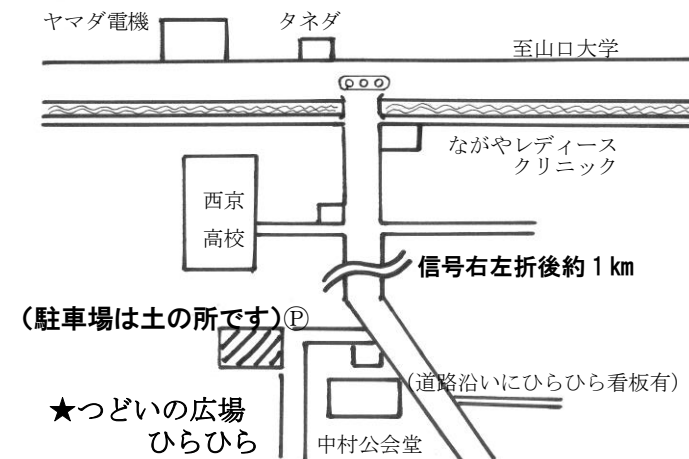 ヤマダ電機
タネダ
至山口大学
ながやレディース
クリニック
西京
高校
信号右左折後約１㎞
（駐車場は土の所です）Ⓟ
（道路沿いにひらひら看板有）
★つどいの広場
ひらひら
中村公会堂